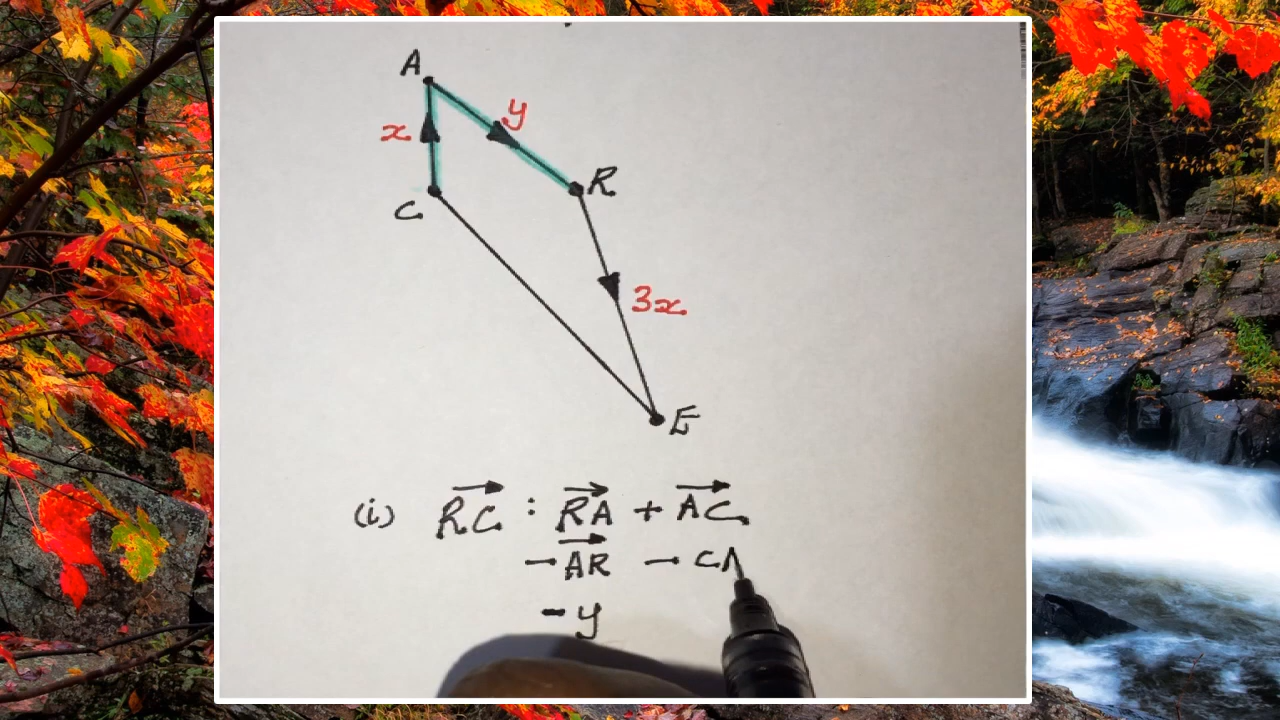 A
y
x
R
C
3x
E
(i) RC : RA + AC
- AR - CA
- y